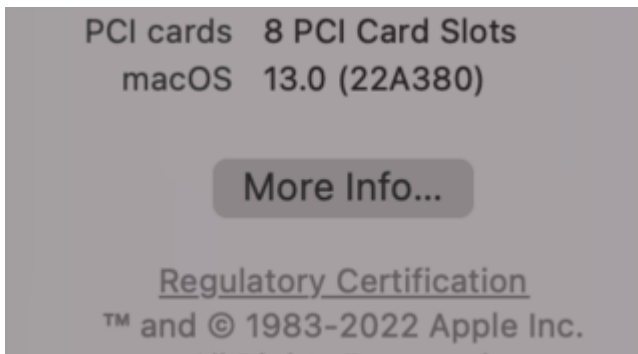 PCI cards 8 PCI Card Slots
macOS 13.0 (22A380)
More Info...
Regulatory Certification
™ and © 1983-2022 Apple Inc.